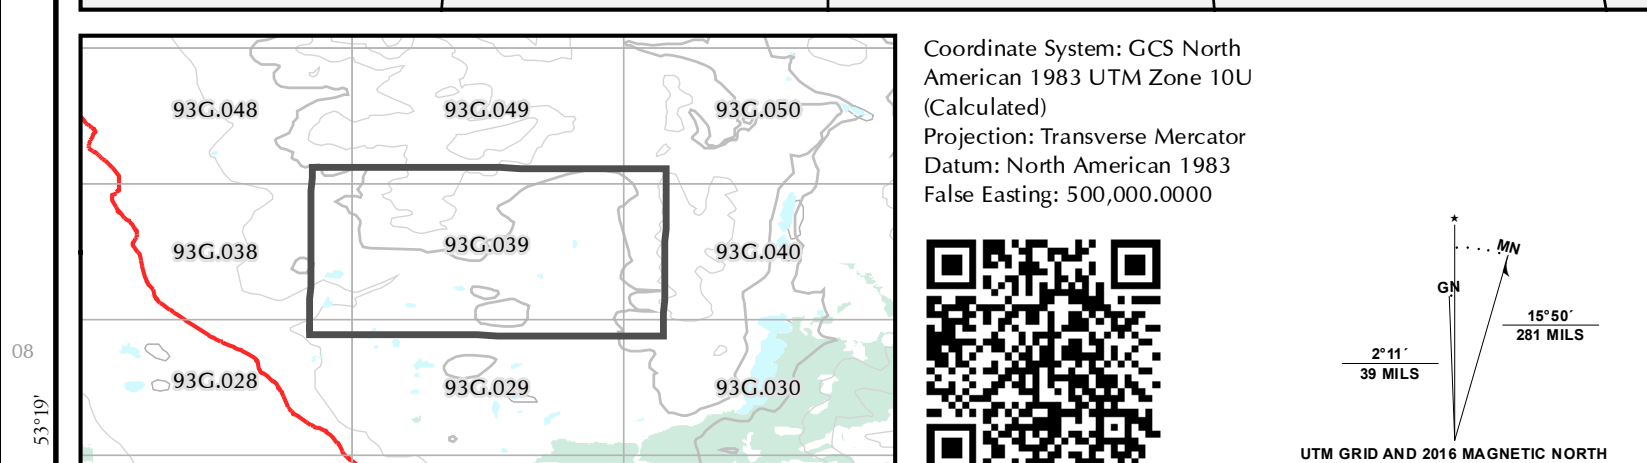 93G.048
93G.049
93G.050
93G.038
93G.039
93G.040
93G.028
93G.029
93G.030
08
53°19'
Coordinate System: GCS North
American 1983 UTM Zone 10U
(Calculated)
Projection: Transverse Mercator
Datum: North American 1983
False Easting: 500,000.0000
MN
GN
15°50´
281 MILS
2°11´
39 MILS
UTM GRID AND 2016 MAGNETIC NORTH